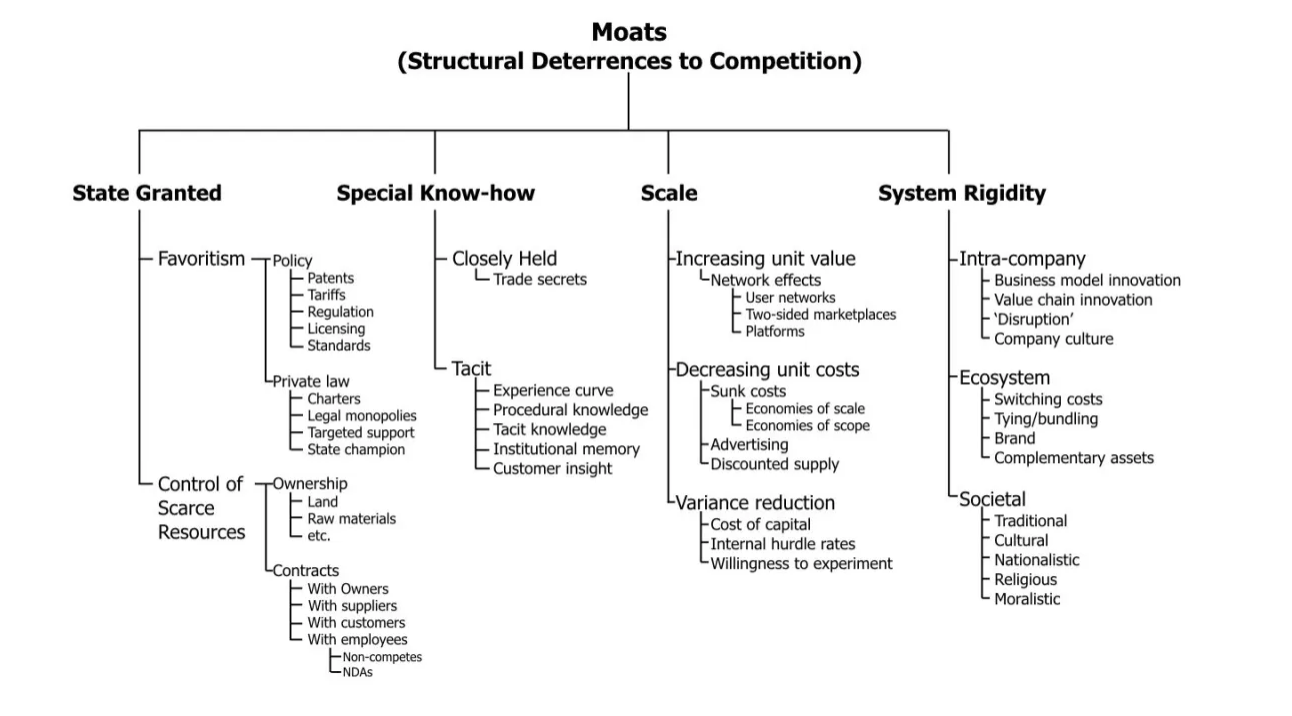 Moats
(Structural Deterrences to Competition)
State Granted
Favoritism
Policy
Patents
Tariffs
Regulation
Licensing
Standards
Private law
Charters
Legal monopolies
Targeted support
State champion
Control of
Scarce
Resources
Ownership
Land
Raw materials
etc.
Contracts
With Owners
With suppliers
With customers
With employees
Non-competes
NDAs
Special Know-how
Closely Held
Trade secrets
Tacit
Experience curve
Procedural knowledge
Tacit knowledge
Institutional memory
Customer insight
Scale
Increasing unit value
Network effects
User networks
Two-sided marketplaces
Platforms
Decreasing unit costs
Sunk costs
Economies of scale
Economies of scope
Advertising
Discounted supply
Variance reduction
Cost of capital
Internal hurdle rates
Willingness to experiment
System Rigidity
Intra-company
Business model innovation
Value chain innovation
‘Disruption’
Company culture
Ecosystem
Switching costs
Tying/bundling
Brand
Complementary assets
Societal
Traditional
Cultural
Nationalistic
Religious
Moralistic